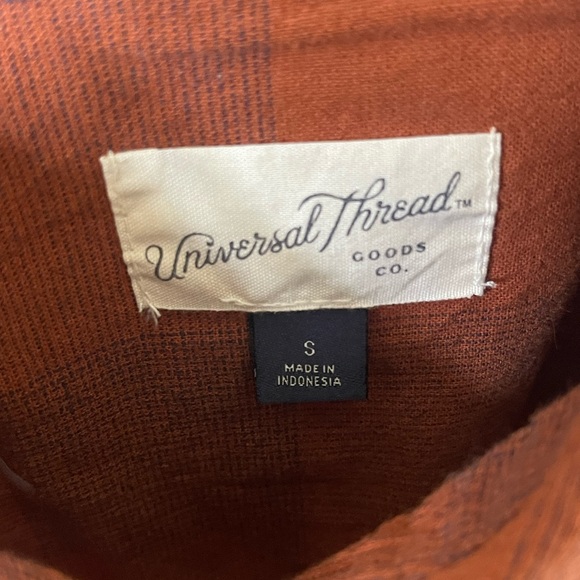 Universal Thread™
GOODS
CO.
S
MADE IN
INDONESIA